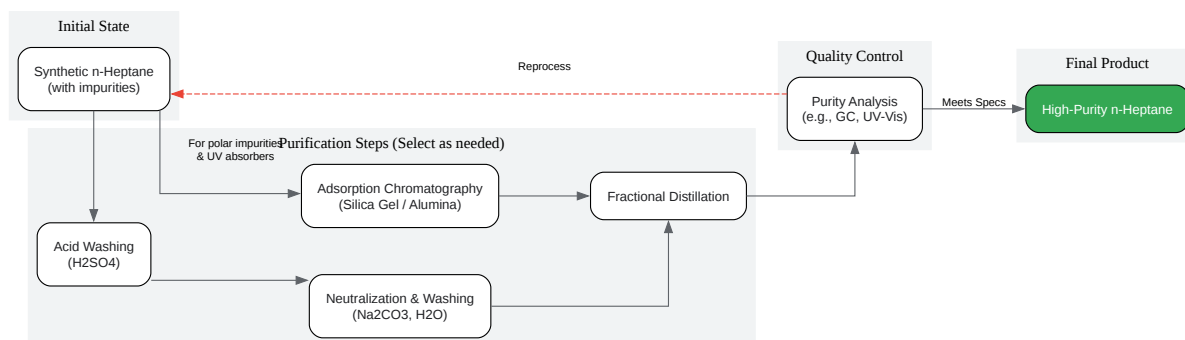 Initial State
Synthetic n-Heptane
(with impurities)
Reprocess
Quality Control
Purity Analysis
(e.g., GC, UV-Vis)
Meets Specs
Final Product
High-Purity n-Heptane
For polar impurities
& UV absorbers
Purification Steps (Select as needed)
Adsorption Chromatography
(Silica Gel / Alumina)
Fractional Distillation
Acid Washing
(H2SO4)
Neutralization & Washing
(Na2CO3, H2O)